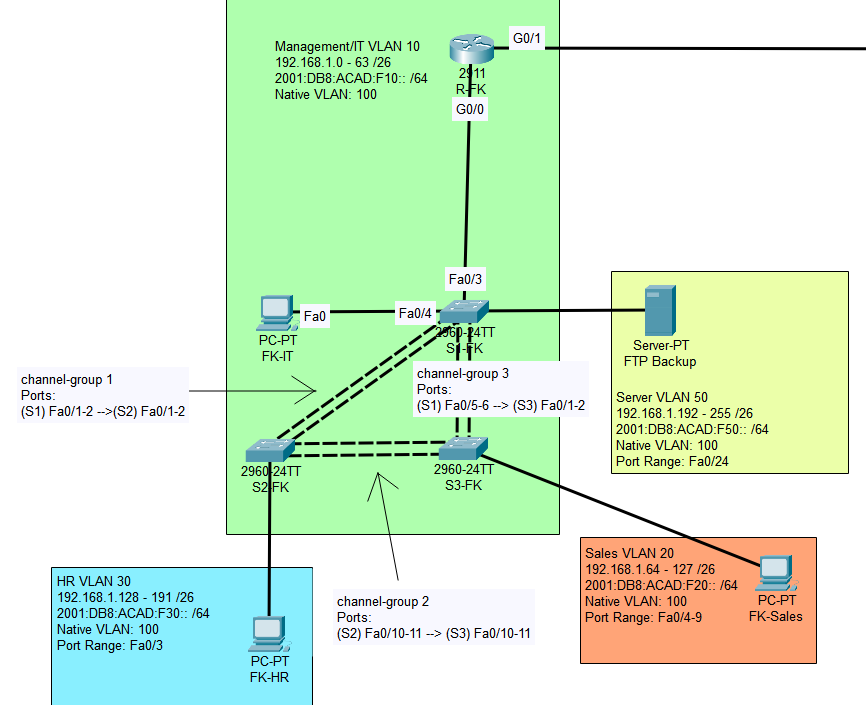 G0/1
Management/IT VLAN 10
192.168.1.0 - 63 /26
2001:DB8:ACAD:F10:: /64
Native VLAN: 100
2911
R-FK
G0/0
Fa0/3
Fa0
Fa0/4
PC-PT
FK-IT
2960-24TT
S1-FK
Server-PT
FTP Backup
channel-group 1
Ports:
(S1) Fa0/1-2 -->(S2) Fa0/1-2
channel-group 3
Ports:
(S1) Fa0/5-6 --> (S3) Fa0/1-2
Server VLAN 50
192.168.1.192 - 255 /26
2001:DB8:ACAD:F50:: /64
Native VLAN: 100
Port Range: Fa0/24
2960-24TT
S2-FK
2960-24TT
S3-FK
Sales VLAN 20
192.168.1.64 - 127 /26
2001:DB8:ACAD:F20:: /64
Native VLAN: 100
Port Range: Fa0/4-9
PC-PT
FK-Sales
HR VLAN 30
192.168.1.128 - 191 /26
2001:DB8:ACAD:F30:: /64
Native VLAN: 100
Port Range: Fa0/3
PC-PT
FK-HR
channel-group 2
Ports:
(S2) Fa0/10-11 --> (S3) Fa0/10-11